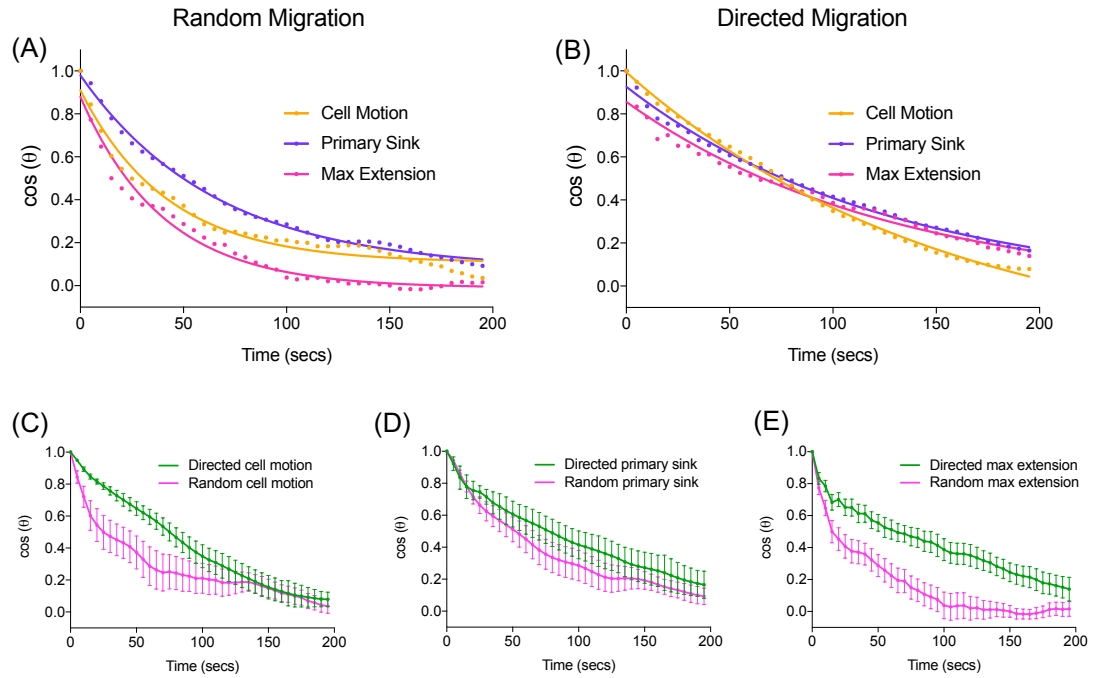 Random Migration
Directed Migration
(A)
(B)
1.0
0.8
0.6
0.4
0.2
0.0
cos (θ)
Cell Motion
Primary Sink
Max Extension
0
50
100
150
200
Time (secs)
1.0
0.8
0.6
0.4
0.2
0.0
cos (θ)
Cell Motion
Primary Sink
Max Extension
0
50
100
150
200
Time (secs)
(C)
(D)
(E)
1.0
0.8
0.6
0.4
0.2
0.0
cos (θ)
Directed cell motion
Random cell motion
0
50
100
150
200
Time (secs)
1.0
0.8
0.6
0.4
0.2
0.0
cos (θ)
Directed primary sink
Random primary sink
0
50
100
150
200
Time (secs)
1.0
0.8
0.6
0.4
0.2
0.0
cos (θ)
Directed max extension
Random max extension
0
50
100
150
200
Time (secs)